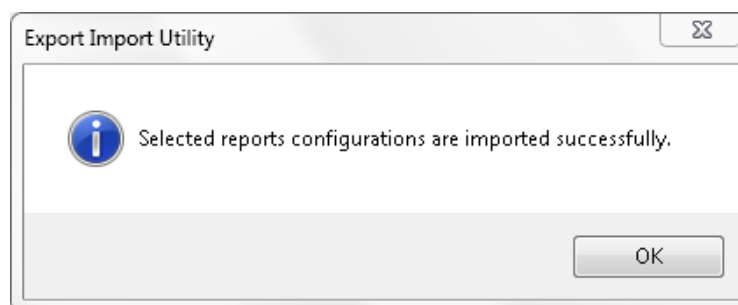 Export Import Utility
Selected reports configurations are imported successfully.
OK